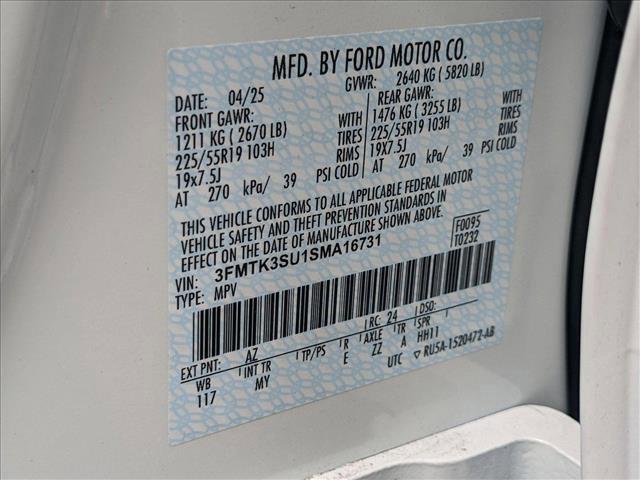 MFD. BY FORD MOTOR CO.
DATE: 04/25 GVWR: 2640 KG ( 5820 LB)
FRONT GAWR: REAR GAWR:
1211 KG ( 2670 LB) WITH 1476 KG ( 3255 LB) WITH
225/55R19 103H TIRES 225/55R19 103H TIRES
19x7.5J RIMS 19X7.5J RIMS
AT 270 kPa/ 39 PSI COLD AT 270 kPa/ 39 PSI COLD
THIS VEHICLE CONFORMS TO ALL APPLICABLE FEDERAL MOTOR
VEHICLE SAFETY AND THEFT PREVENTION STANDARDS IN
EFFECT ON THE DATE OF MANUFACTURE SHOWN ABOVE.
VIN: 3FMTK3SU1SMA16731 F0095
TYPE: MPV T0232
EXT PNT: AZ RC: 24 DSO:
WB INT TR TP/PS R AXLE TR SPR
117 MY E ZZ A HH11
UTC ▽ RU5A-1520472-AB